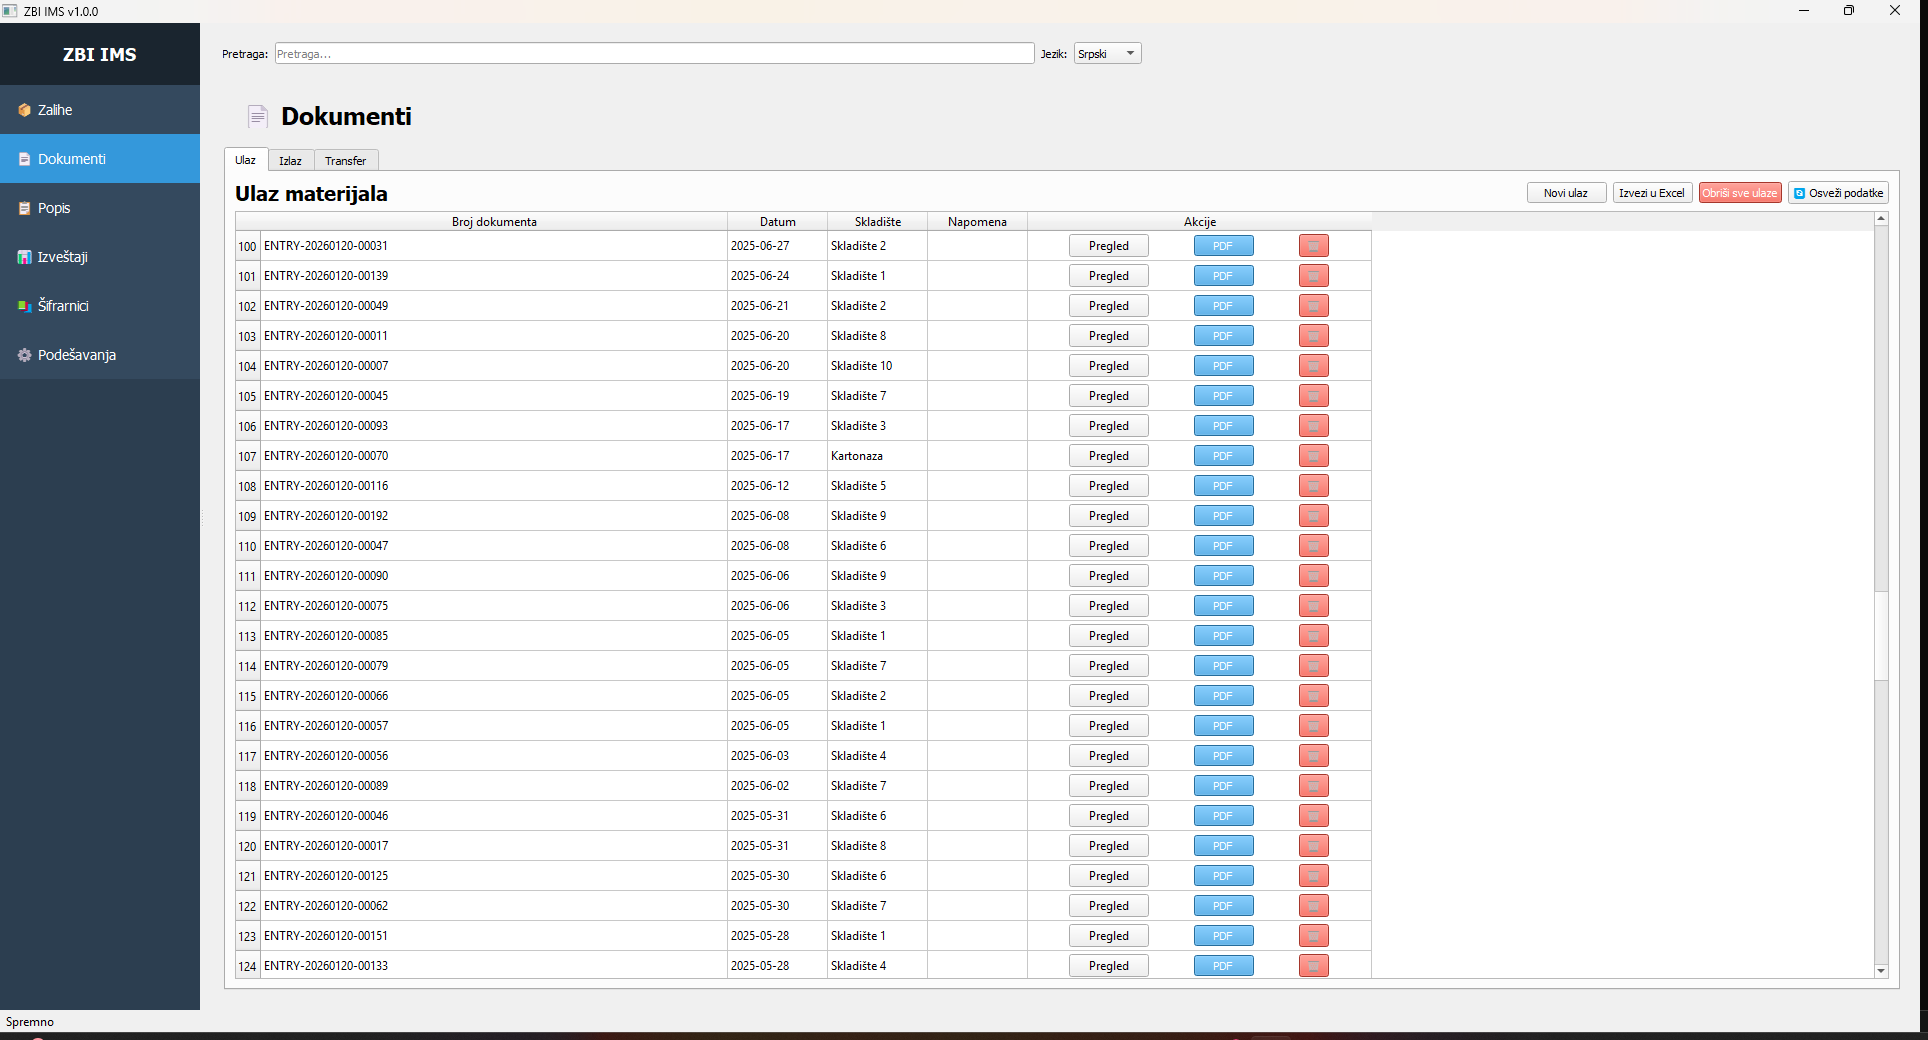 ZBI IMS v1.0.0
ZBI IMS
Zalihe
Dokumenti
Popis
Izveštaji
Šifrarnici
Podešavanja
Pretraga: Pretraga... Jezik: Srpski
Dokumenti
Ulaz Izlaz Transfer
Ulaz materijala Novi ulaz Izvezi u Excel Obriši sve ulaze Osveži podatke
Broj dokumenta Datum Skladište Napomena Akcije
100 ENTRY-20260120-00031 2025-06-27 Skladište 2 Pregled PDF
101 ENTRY-20260120-00139 2025-06-24 Skladište 1 Pregled PDF
102 ENTRY-20260120-00049 2025-06-21 Skladište 2 Pregled PDF
103 ENTRY-20260120-00011 2025-06-20 Skladište 8 Pregled PDF
104 ENTRY-20260120-00007 2025-06-20 Skladište 10 Pregled PDF
105 ENTRY-20260120-00045 2025-06-19 Skladište 7 Pregled PDF
106 ENTRY-20260120-00093 2025-06-17 Skladište 3 Pregled PDF
107 ENTRY-20260120-00070 2025-06-17 Kartonaza Pregled PDF
108 ENTRY-20260120-00116 2025-06-12 Skladište 5 Pregled PDF
109 ENTRY-20260120-00192 2025-06-08 Skladište 9 Pregled PDF
110 ENTRY-20260120-00047 2025-06-08 Skladište 6 Pregled PDF
111 ENTRY-20260120-00090 2025-06-06 Skladište 9 Pregled PDF
112 ENTRY-20260120-00075 2025-06-06 Skladište 3 Pregled PDF
113 ENTRY-20260120-00085 2025-06-05 Skladište 1 Pregled PDF
114 ENTRY-20260120-00079 2025-06-05 Skladište 7 Pregled PDF
115 ENTRY-20260120-00066 2025-06-05 Skladište 2 Pregled PDF
116 ENTRY-20260120-00057 2025-06-05 Skladište 1 Pregled PDF
117 ENTRY-20260120-00056 2025-06-03 Skladište 4 Pregled PDF
118 ENTRY-20260120-00089 2025-06-02 Skladište 7 Pregled PDF
119 ENTRY-20260120-00046 2025-05-31 Skladište 6 Pregled PDF
120 ENTRY-20260120-00017 2025-05-31 Skladište 8 Pregled PDF
121 ENTRY-20260120-00125 2025-05-30 Skladište 6 Pregled PDF
122 ENTRY-20260120-00062 2025-05-30 Skladište 7 Pregled PDF
123 ENTRY-20260120-00151 2025-05-28 Skladište 1 Pregled PDF
124 ENTRY-20260120-00133 2025-05-28 Skladište 4 Pregled PDF
Spremno